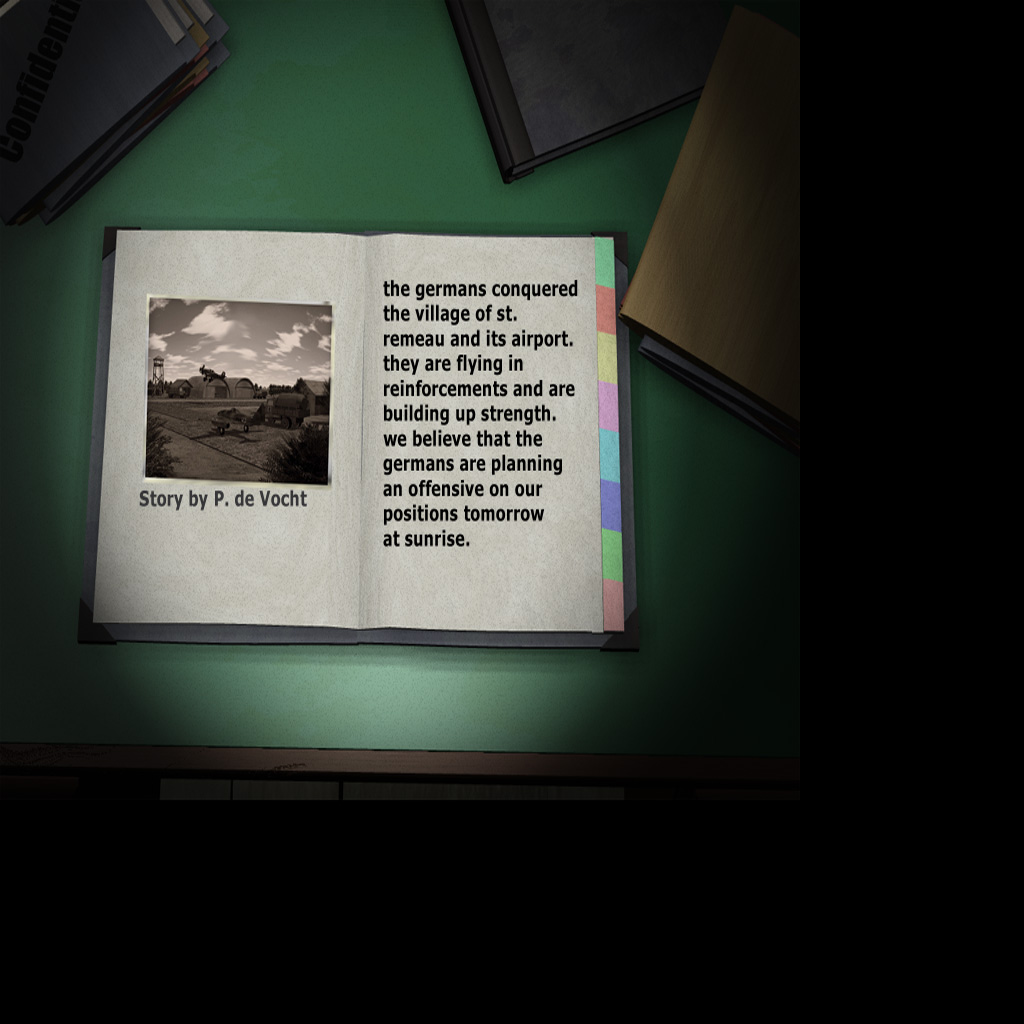 Confidenti
the germans conquered
the village of st.
remeau and its airport.
they are flying in
reinforcements and are
building up strength.
we believe that the
germans are planning
an offensive on our
positions tomorrow
at sunrise.
Story by P. de Vocht